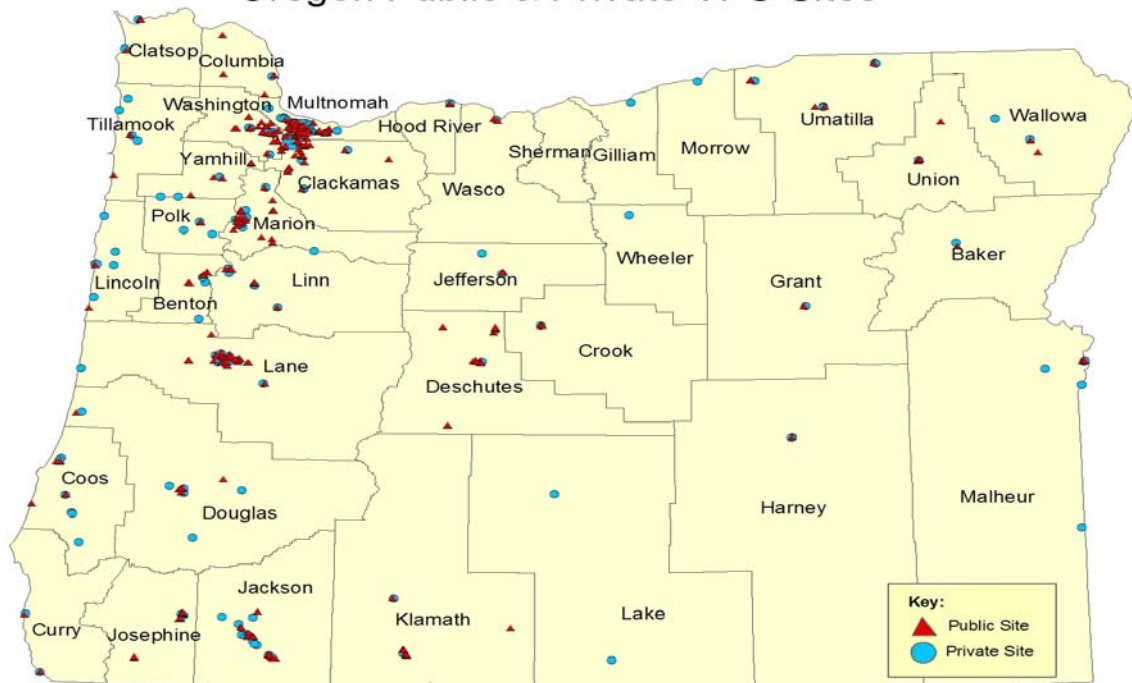 Clatsop
Columbia
Washington
Multnomah
Tillamook
Hood River
Umatilla
Wallowa
Yamhill
Sherman
Gilliam
Morrow
Clackamas
Wasco
Union
Polk
Marion
Wheeler
Baker
Lincoln
Linn
Jefferson
Grant
Benton
Crook
Lane
Deschutes
Coos
Douglas
Harney
Malheur
Jackson
Curry
Josephine
Klamath
Lake
Key:
Public Site
Private Site